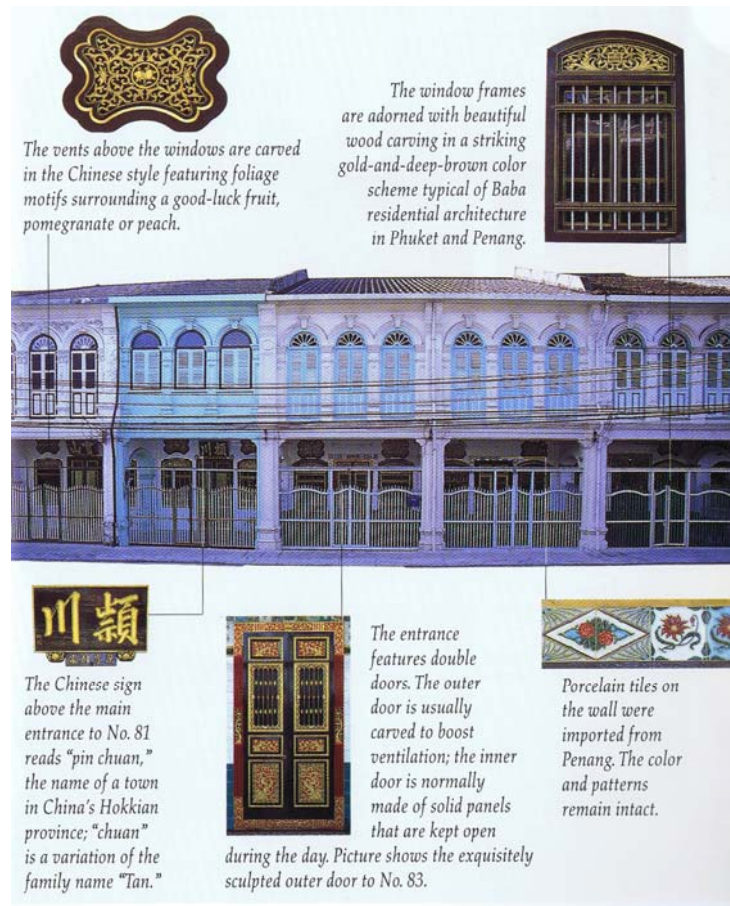 The vents above the windows are carved
in the Chinese style featuring foliage
motifs surrounding a good-luck fruit,
pomegranate or peach.
The window frames
are adorned with beautiful
wood carving in a striking
gold-and-deep-brown color
scheme typical of Baba
residential architecture
in Phuket and Penang.
頴川
The Chinese sign
above the main
entrance to No. 81
reads “pin chuan,”
the name of a town
in China’s Hokkian
province; “chuan”
is a variation of the
family name “Tan.”
The entrance
features double
doors. The outer
door is usually
carved to boost
ventilation; the inner
door is normally
made of solid panels
that are kept open
during the day. Picture shows the exquisitely
sculpted outer door to No. 83.
Porcelain tiles on
the wall were
imported from
Penang. The color
and patterns
remain intact.